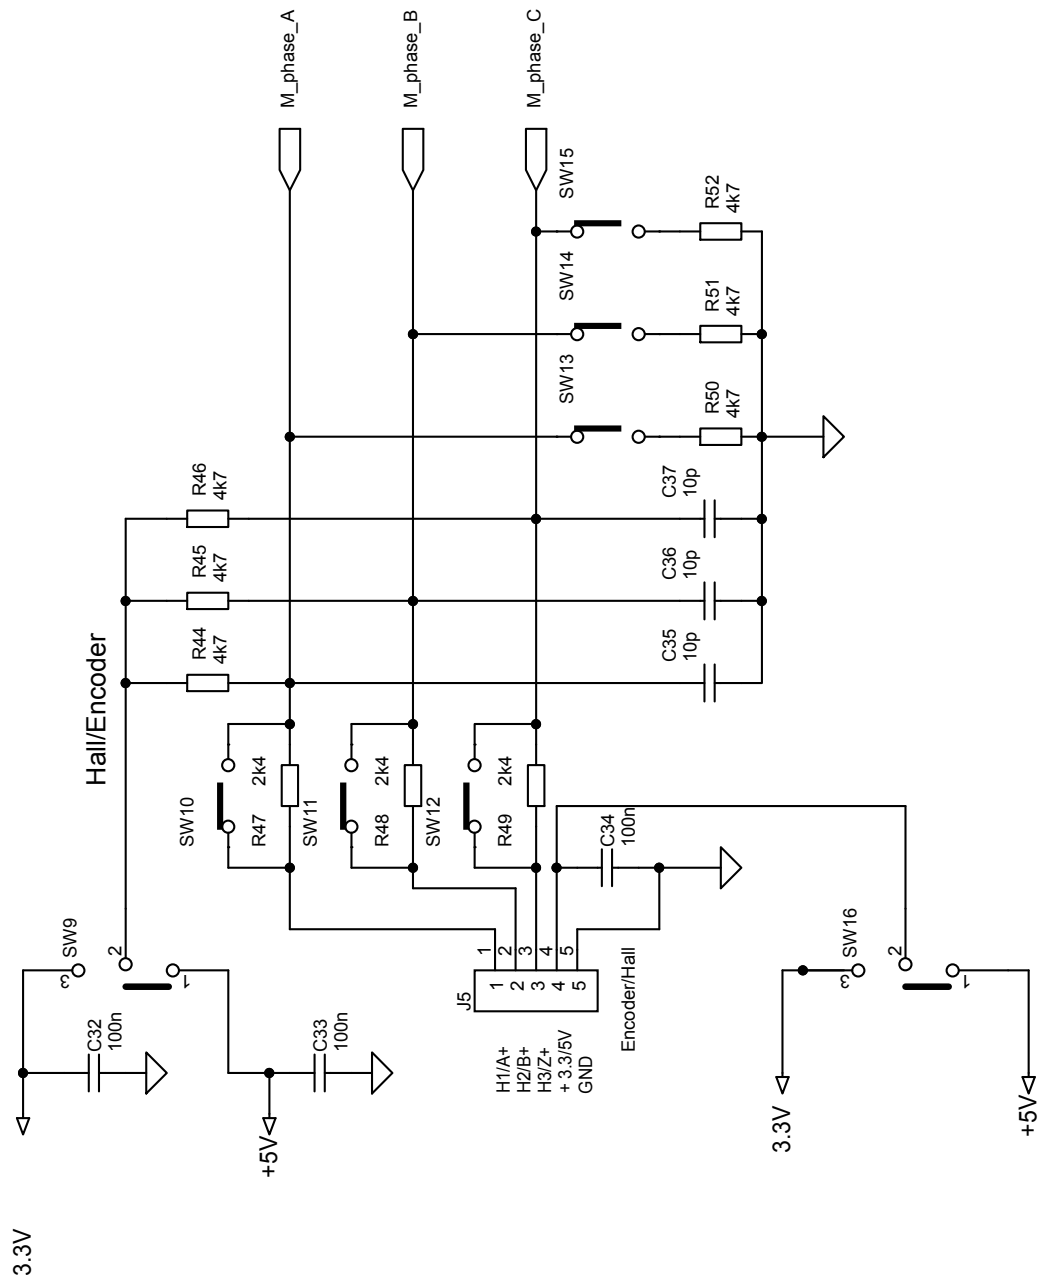 M_phase_A
M_phase_B
M_phase_C
SW15
SW14
SW13
R52
4k7
R51
4k7
R50
4k7
R46
4k7
R45
4k7
R44
4k7
C37
10p
C36
10p
C35
10p
Hall/Encoder
SW10
R47
2k4
SW11
R48
2k4
SW12
R49
2k4
C34
100n
SW9
3
2
1
C32
100n
C33
100n
3.3V
+5V
J5
1
2
3
4
5
1
2
3
4
5
H1/A+
H2/B+
H3/Z+
+ 3.3/5V
GND
Encoder/Hall
SW16
3
2
1
3.3V
+5V